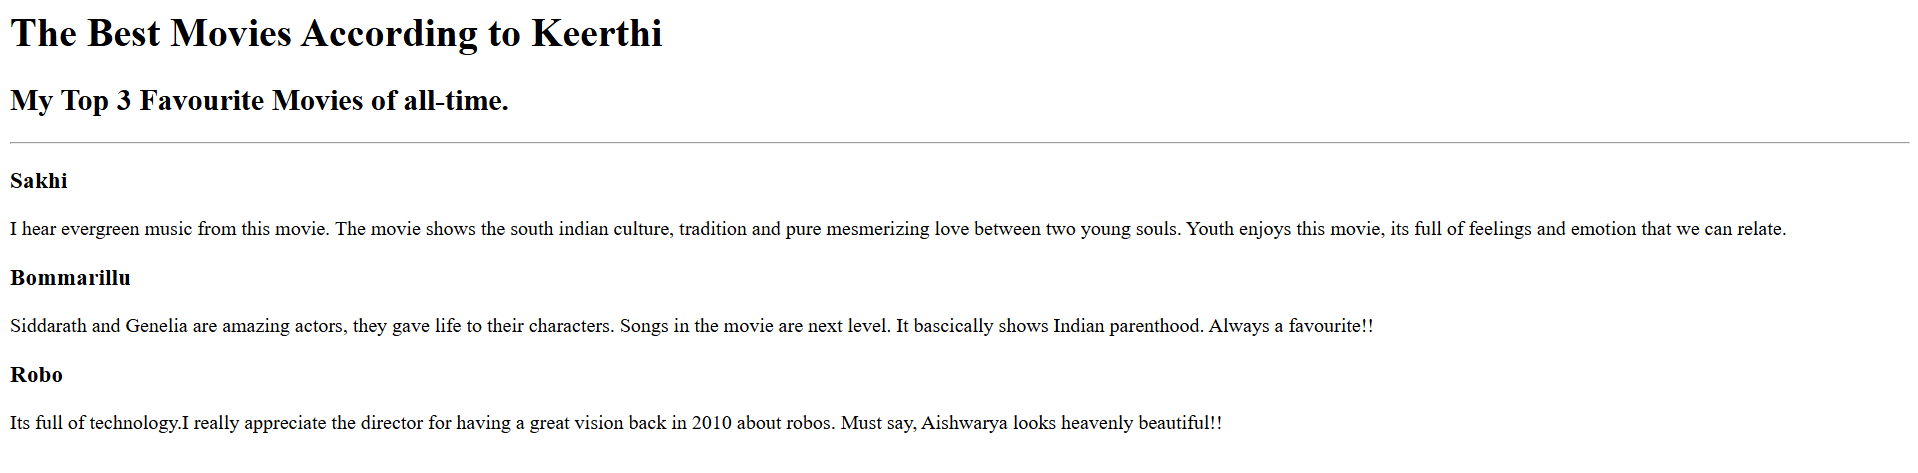 The Best Movies According to Keerthi
My Top 3 Favourite Movies of all-time.
Sakhi
I hear evergreen music from this movie. The movie shows the south indian culture, tradition and pure mesmerizing love between two young souls. Youth enjoys this movie, its full of feelings and emotion that we can relate.
Bommarillu
Siddarath and Genelia are amazing actors, they gave life to their characters. Songs in the movie are next level. It bascically shows Indian parenthood. Always a favourite!!
Robo
Its full of technology.I really appreciate the director for having a great vision back in 2010 about robos. Must say, Aishwarya looks heavenly beautiful!!